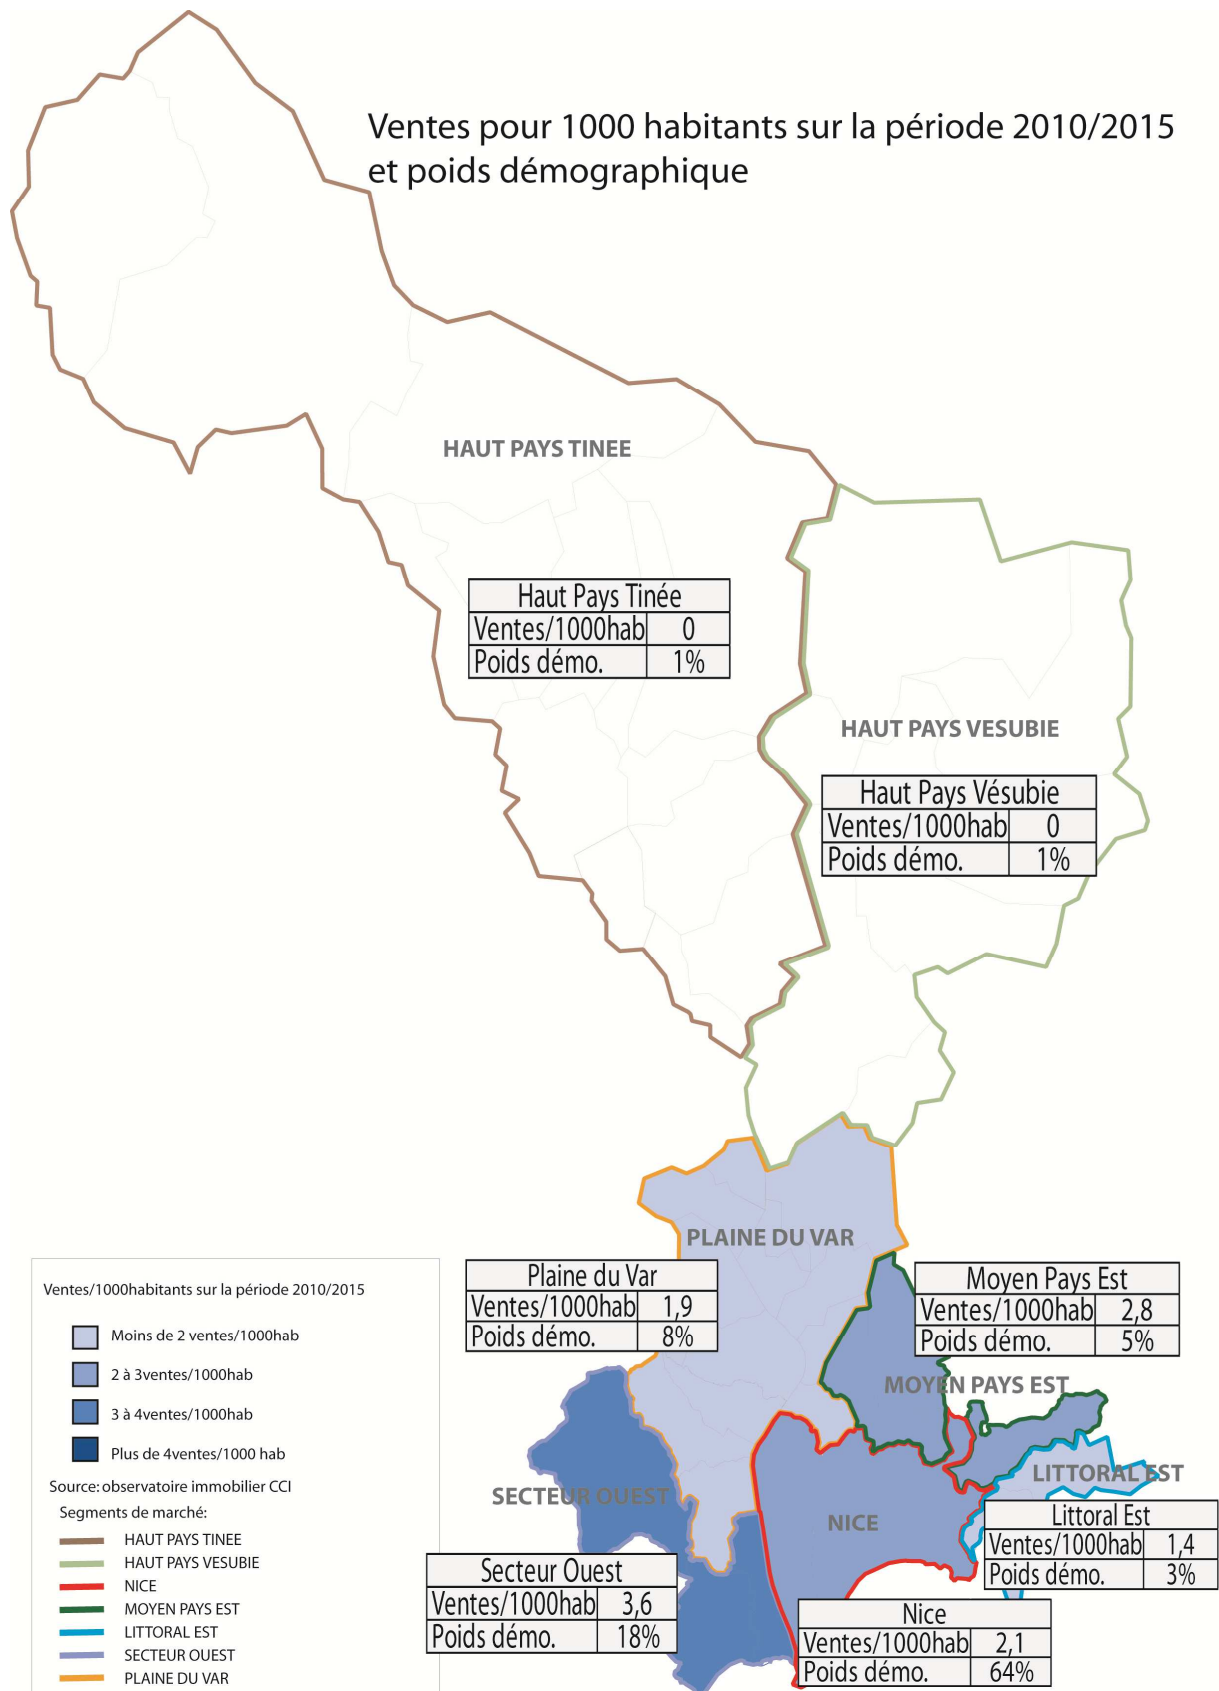 Ventes pour 1000 habitants sur la période 2010/2015
et poids démographique
HAUT PAYS TINEE
Haut Pays Tinée
Ventes/1000hab 0
Poids démo. 1%
HAUT PAYS VESUBIE
Haut Pays Vésubie
Ventes/1000hab 0
Poids démo. 1%
PLAINE DU VAR
Plaine du Var
Ventes/1000hab 1,9
Poids démo. 8%
Moyen Pays Est
Ventes/1000hab 2,8
Poids démo. 5%
MOYEN PAYS EST
LITTORAL EST
Littoral Est
Ventes/1000hab 1,4
Poids démo. 3%
SECTEUR OUEST
Secteur Ouest
Ventes/1000hab 3,6
Poids démo. 18%
NICE
Nice
Ventes/1000hab 2,1
Poids démo. 64%
Ventes/1000habitants sur la période 2010/2015
Moins de 2 ventes/1000hab
2 à 3ventes/1000hab
3 à 4ventes/1000hab
Plus de 4ventes/1000 hab
Source: observatoire immobilier CCI
Segments de marché:
HAUT PAYS TINEE
HAUT PAYS VESUBIE
NICE
MOYEN PAYS EST
LITTORAL EST
SECTEUR OUEST
PLAINE DU VAR